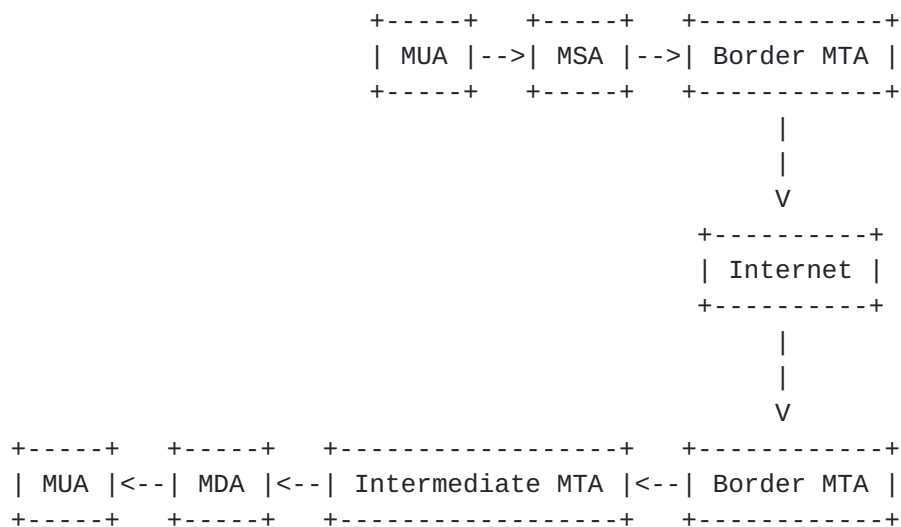 +-----+   +-----+   +------------+
                       | MUA |-->| MSA |-->| Border MTA |
                       +-----+   +-----+   +------------+
                                                 |
                                                 |
                                                 V
                                            +----------+
                                            | Internet |
                                            +----------+
                                                 |
                                                 |
                                                 V
+-----+   +-----+   +------------------+   +------------+
| MUA |<--| MDA |<--| Intermediate MTA |<--| Border MTA |
+-----+   +-----+   +------------------+   +------------+